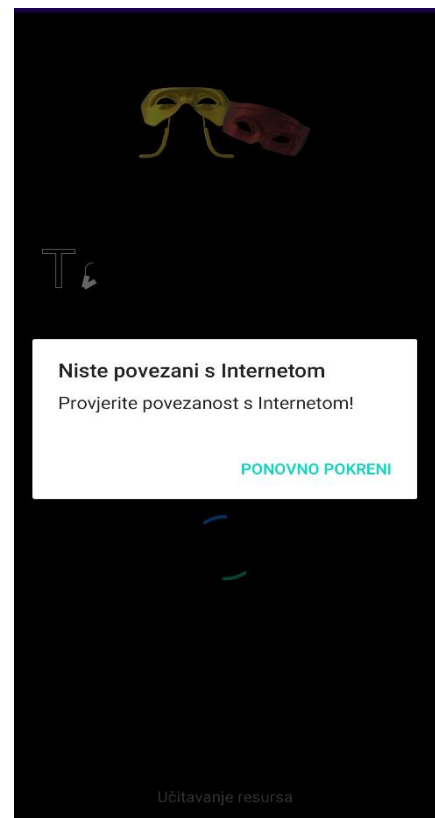 T
Niste povezani s Internetom
Provjerite povezanost s Internetom!
PONOVNO POKRENI
Učitavanje resursa